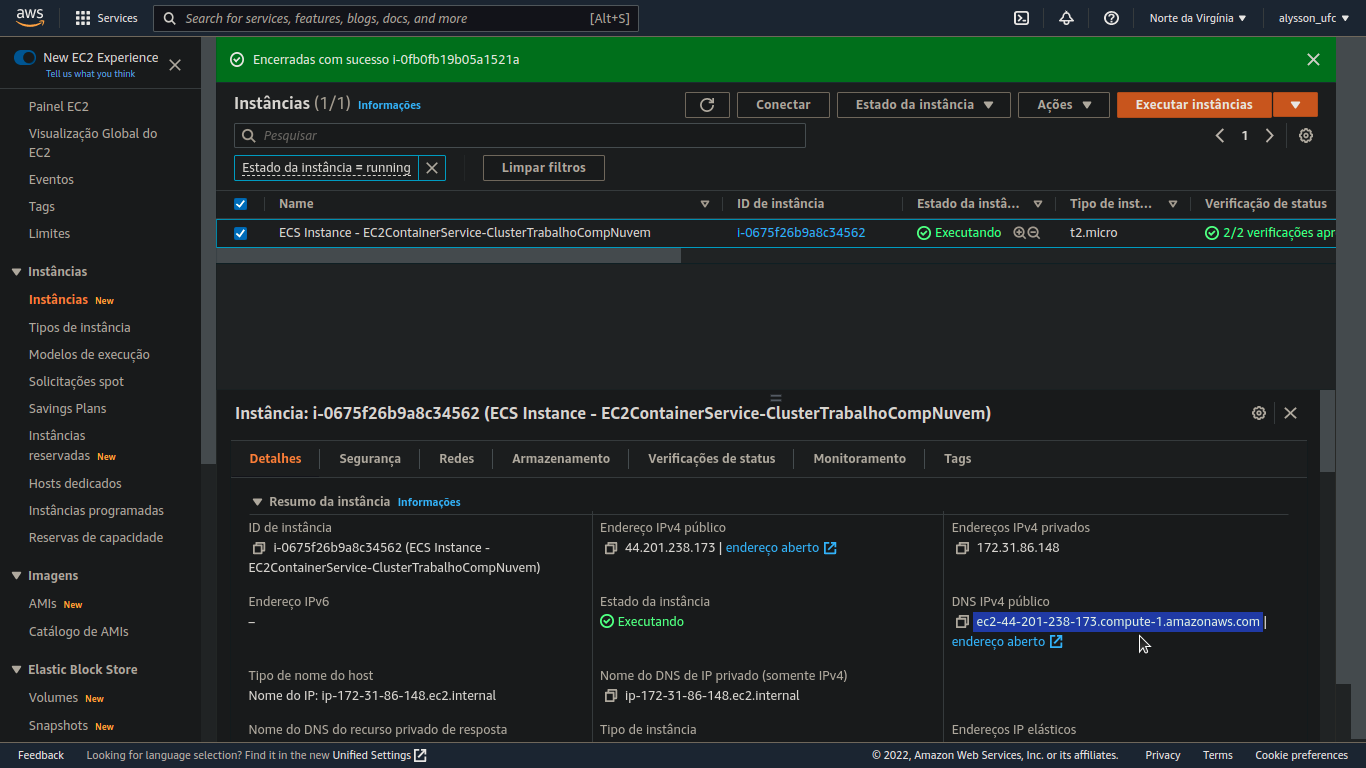 aws
Services
Search for services, features, blogs, docs, and more [Alt+S]
Norte da Virgínia
alysson_ufc
New EC2 Experience
Tell us what you think
Painel EC2
Visualização Global do
EC2
Eventos
Tags
Limites
Instâncias
Instâncias New
Tipos de instância
Modelos de execução
Solicitações spot
Savings Plans
Instâncias
reservadas New
Hosts dedicados
Instâncias programadas
Reservas de capacidade
Imagens
AMIs New
Catálogo de AMIs
Elastic Block Store
Volumes New
Snapshots New
Encerradas com sucesso i-0fb0fb19b05a1521a
Instâncias (1/1) Informações
Conectar
Estado da instância
Ações
Executar instâncias
Pesquisar
1
Estado da instância = running
Limpar filtros
Name ID de instância Estado da instâ... Tipo de inst... Verificação de status
ECS Instance - EC2ContainerService-ClusterTrabalhoCompNuvem i-0675f26b9a8c34562 Executando t2.micro 2/2 verificações apr
Instância: i-0675f26b9a8c34562 (ECS Instance - EC2ContainerService-ClusterTrabalhoCompNuvem)
Detalhes Segurança Redes Armazenamento Verificações de status Monitoramento Tags
Resumo da instância Informações
ID de instância
i-0675f26b9a8c34562 (ECS Instance -
EC2ContainerService-ClusterTrabalhoCompNuvem)
Endereço IPv4 público
44.201.238.173 | endereço aberto
Endereços IPv4 privados
172.31.86.148
Endereço IPv6
–
Estado da instância
Executando
DNS IPv4 público
ec2-44-201-238-173.compute-1.amazonaws.com |
endereço aberto
Tipo de nome do host
Nome do IP: ip-172-31-86-148.ec2.internal
Nome do DNS de IP privado (somente IPv4)
ip-172-31-86-148.ec2.internal
Nome do DNS do recurso privado de resposta
Tipo de instância
Endereços IP elásticos
Feedback
Looking for language selection? Find it in the new Unified Settings
© 2022, Amazon Web Services, Inc. or its affiliates.
Privacy
Terms
Cookie preferences